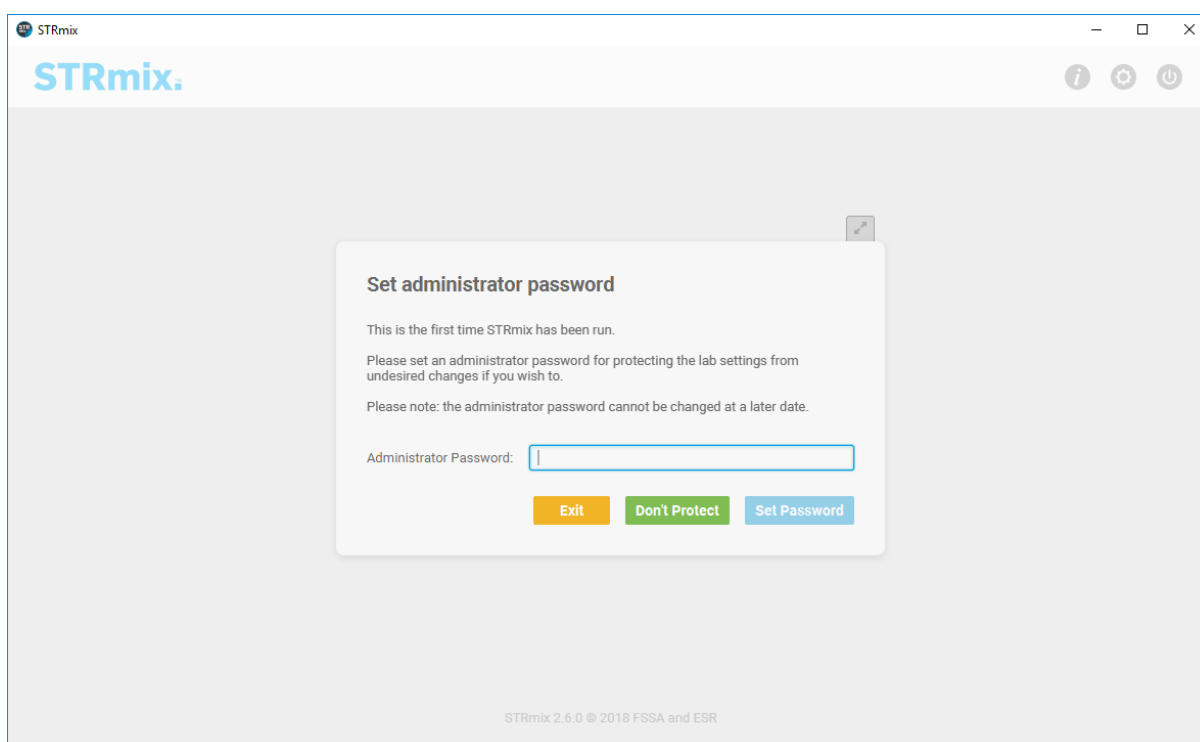 STRmix
STRmix.
Set administrator password
This is the first time STRmix has been run.
Please set an administrator password for protecting the lab settings from
undesired changes if you wish to.
Please note: the administrator password cannot be changed at a later date.
Administrator Password:
Exit Don't Protect Set Password
STRmix 2.6.0 © 2018 FSSA and ESR